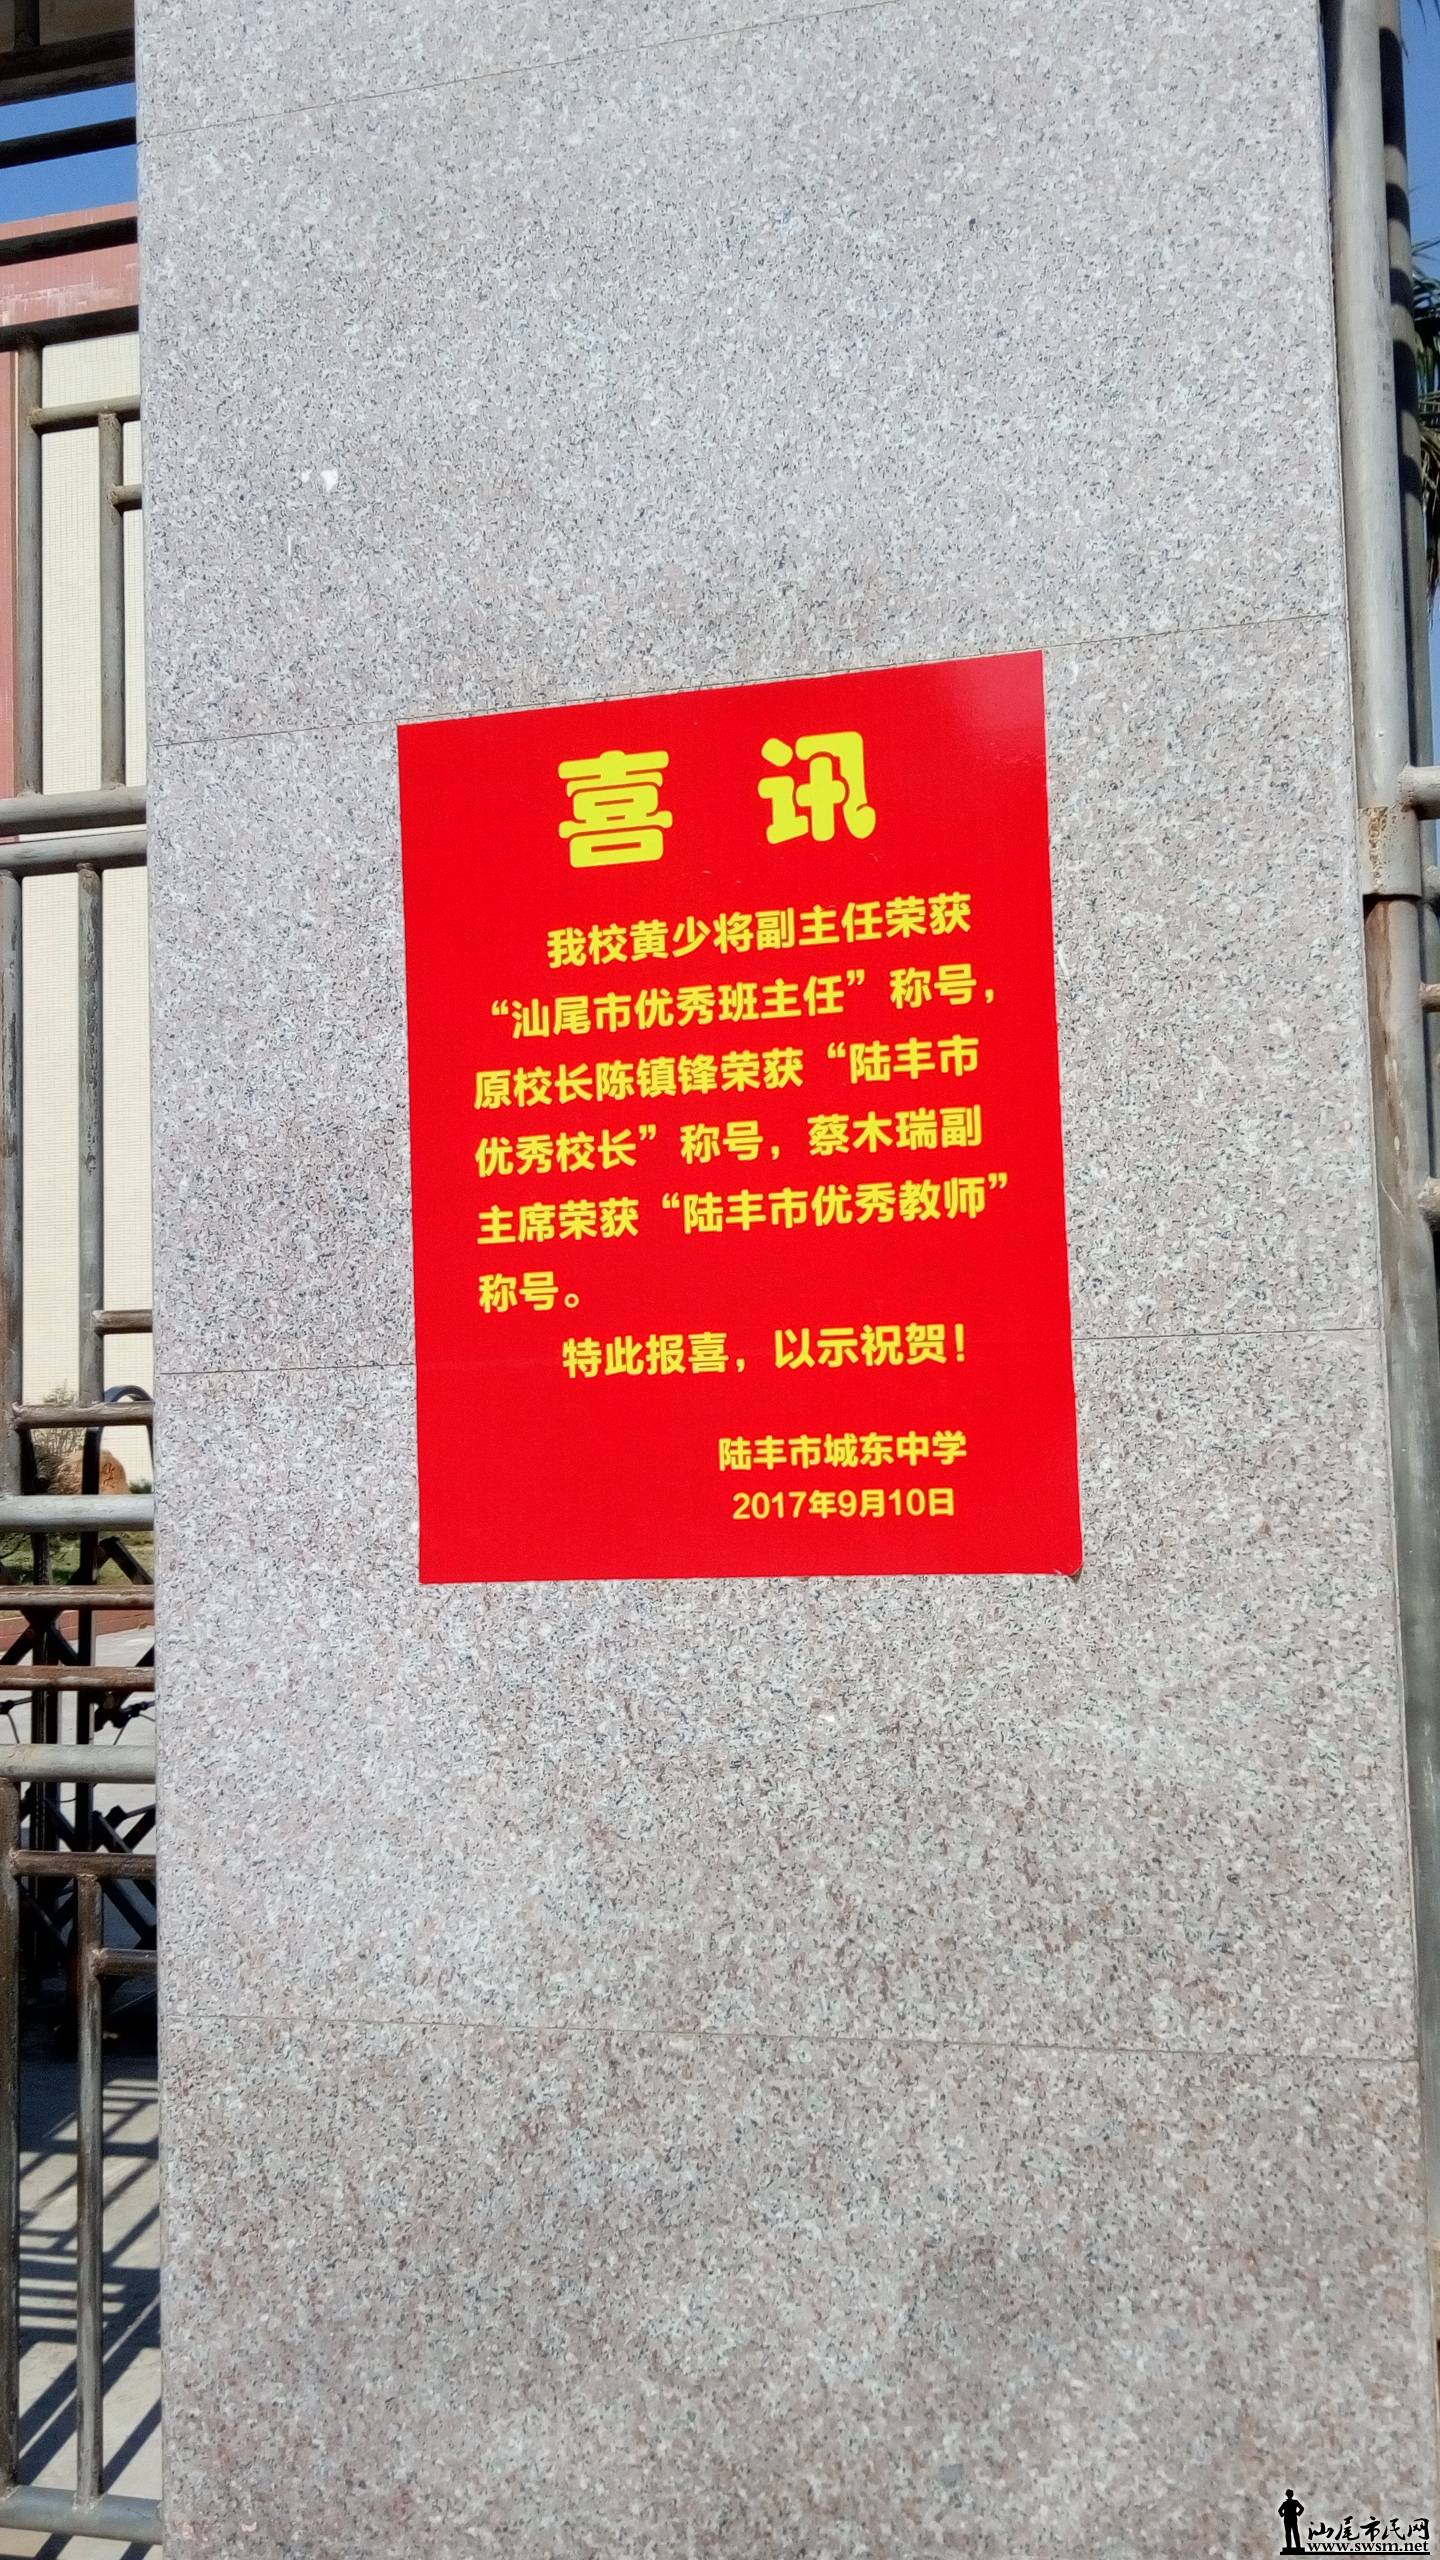 喜讯
我校黄少将副主任荣获
“汕尾市优秀班主任”称号，
原校长陈镇锋荣获“陆丰市
优秀校长”称号，蔡木瑞副
主席荣获“陆丰市优秀教师”
称号。
特此报喜，以示祝贺！
陆丰市城东中学
2017年9月10日
汕尾市民网
www.swsm.net